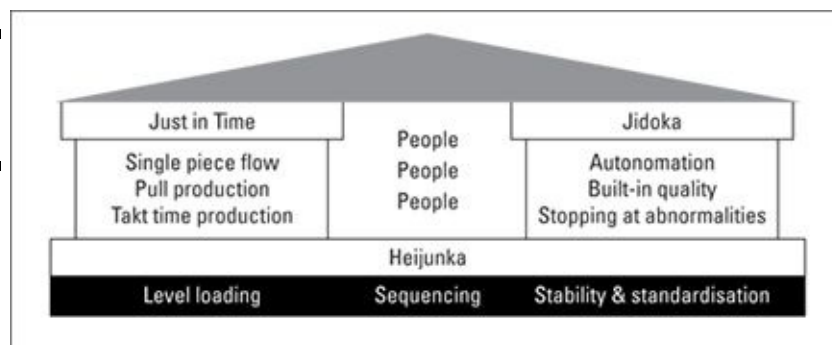 Just in Time
Single piece flow
Pull production
Takt time production
People
People
People
Jidoka
Autonomation
Built-in quality
Stopping at abnormalities
Heijunka
Level loading Sequencing Stability & standardisation